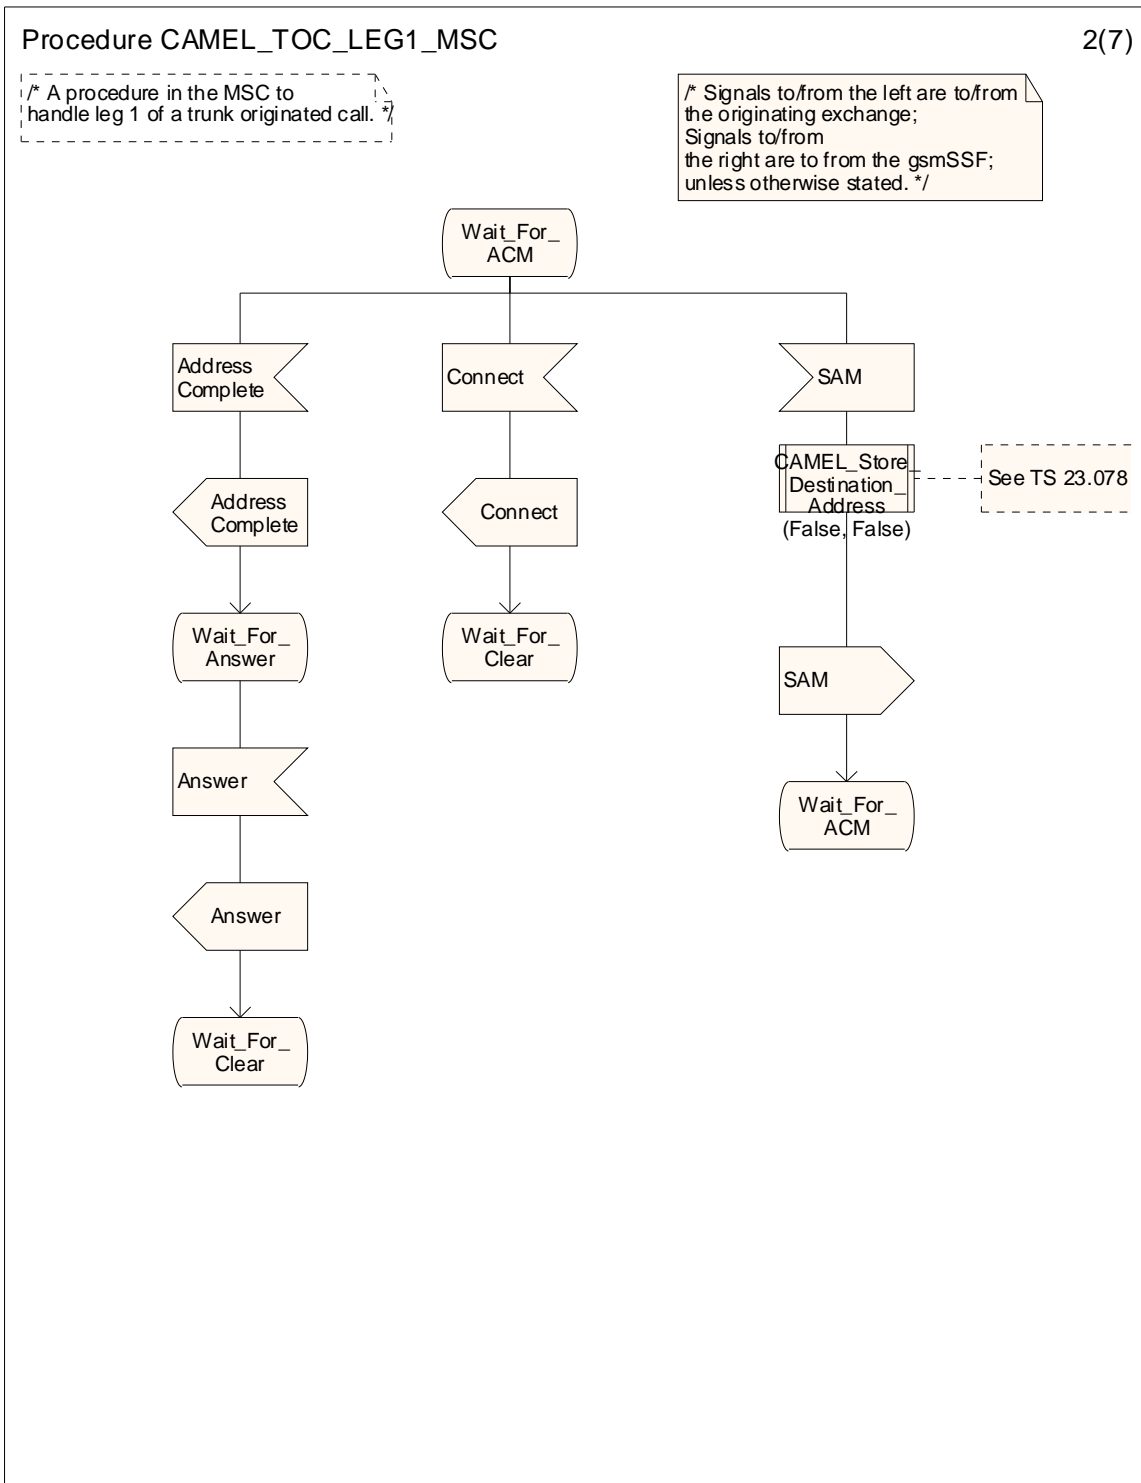 Procedure CAMEL_TOC_LEG1_MSC
2(7)
/* A procedure in the MSC to
handle leg 1 of a trunk originated call. */
/* Signals to/from the left are to/from
the originating exchange;
Signals to/from
the right are to from the gsmSSF;
unless otherwise stated. */
Wait_For_
ACM
Address
Complete
Connect
SAM
CAMEL_Store_
Destination_
Address
(False, False)
See TS 23.078
Address
Complete
Connect
Wait_For_
Answer
Wait_For_
Clear
SAM
Answer
Wait_For_
ACM
Answer
Wait_For_
Clear